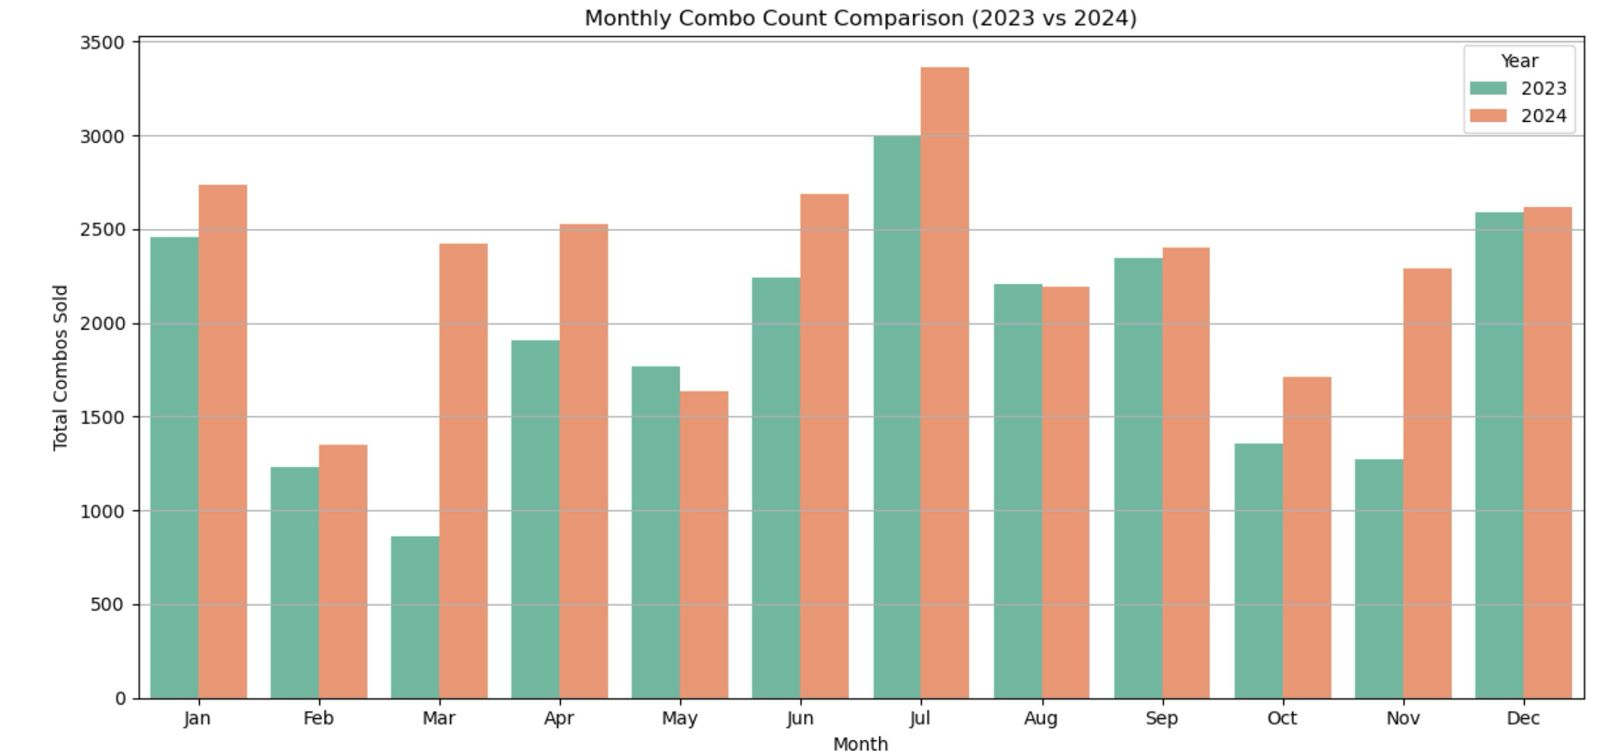 Monthly Combo Count Comparison (2023 vs 2024)
3500
3000
2500
2000
1500
1000
500
0
Total Combos Sold
Year
2023
2024
Jan Feb Mar Apr May Jun Jul Aug Sep Oct Nov Dec
Month